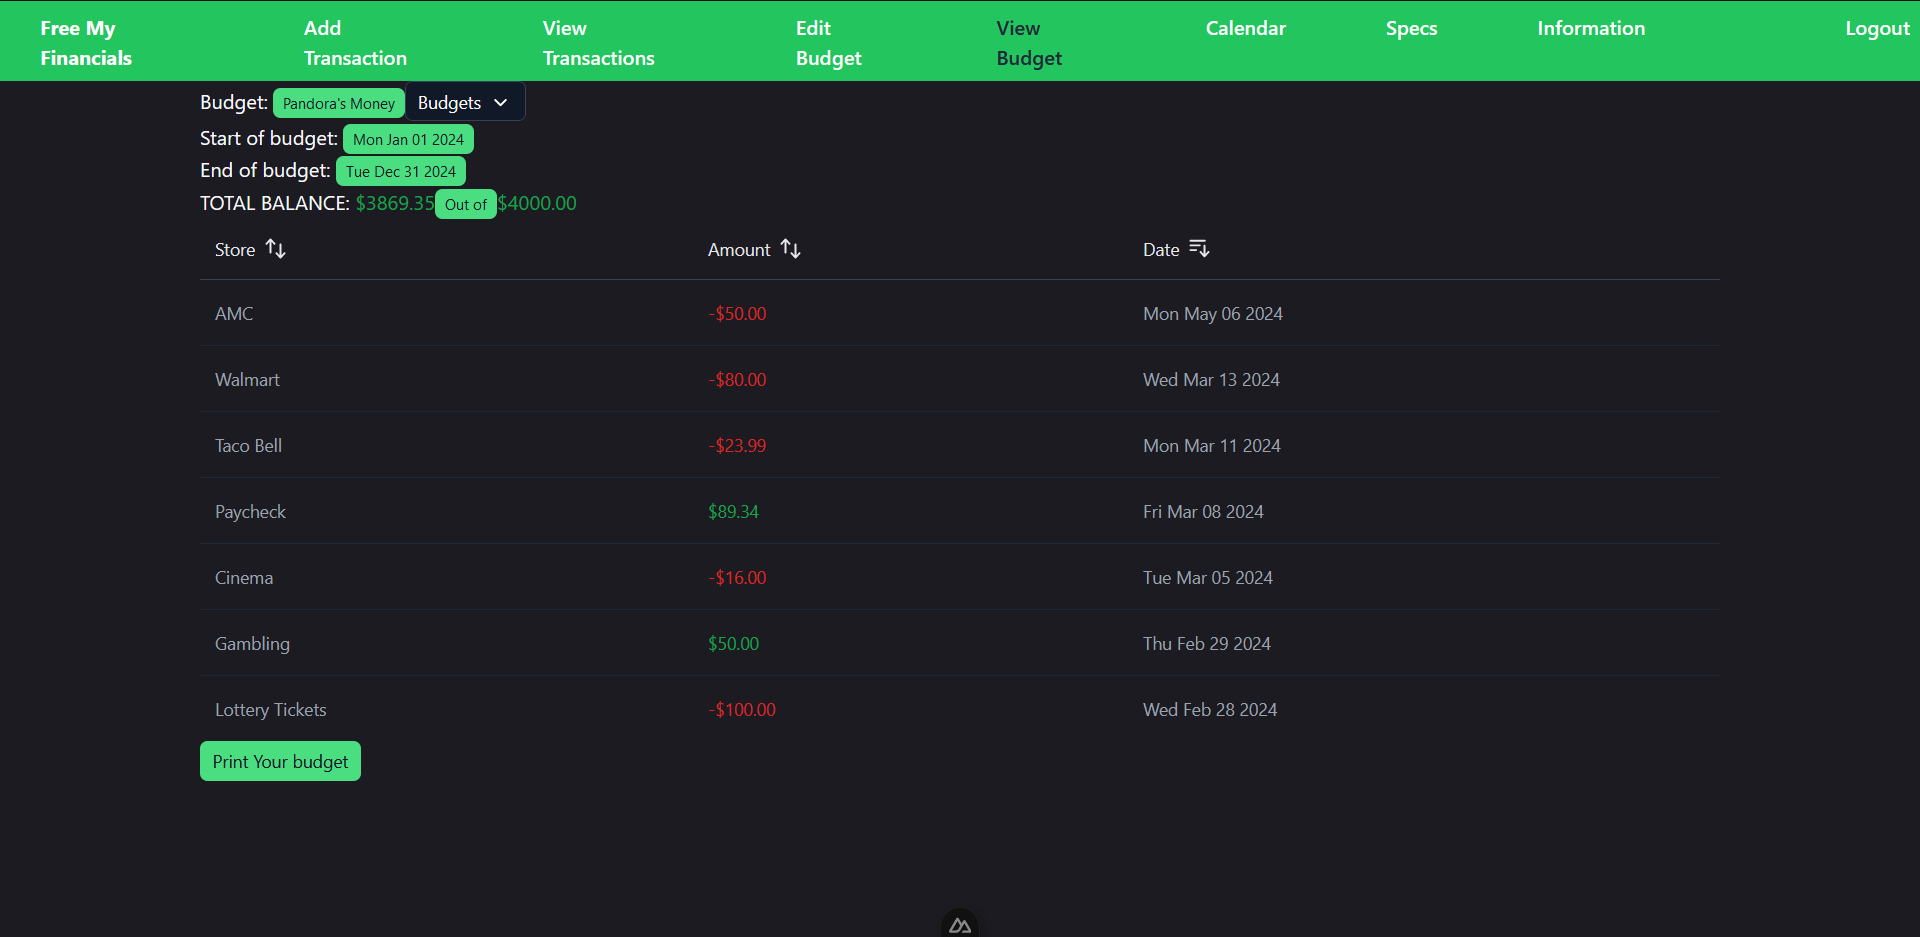 Free My Financials Add Transaction View Transactions Edit Budget View Budget Calendar Specs Information Logout
Budget: Pandora's Money Budgets
Start of budget: Mon Jan 01 2024
End of budget: Tue Dec 31 2024
TOTAL BALANCE: $3869.35 Out of $4000.00
Store Amount Date
AMC -$50.00 Mon May 06 2024
Walmart -$80.00 Wed Mar 13 2024
Taco Bell -$23.99 Mon Mar 11 2024
Paycheck $89.34 Fri Mar 08 2024
Cinema -$16.00 Tue Mar 05 2024
Gambling $50.00 Thu Feb 29 2024
Lottery Tickets -$100.00 Wed Feb 28 2024
Print Your budget